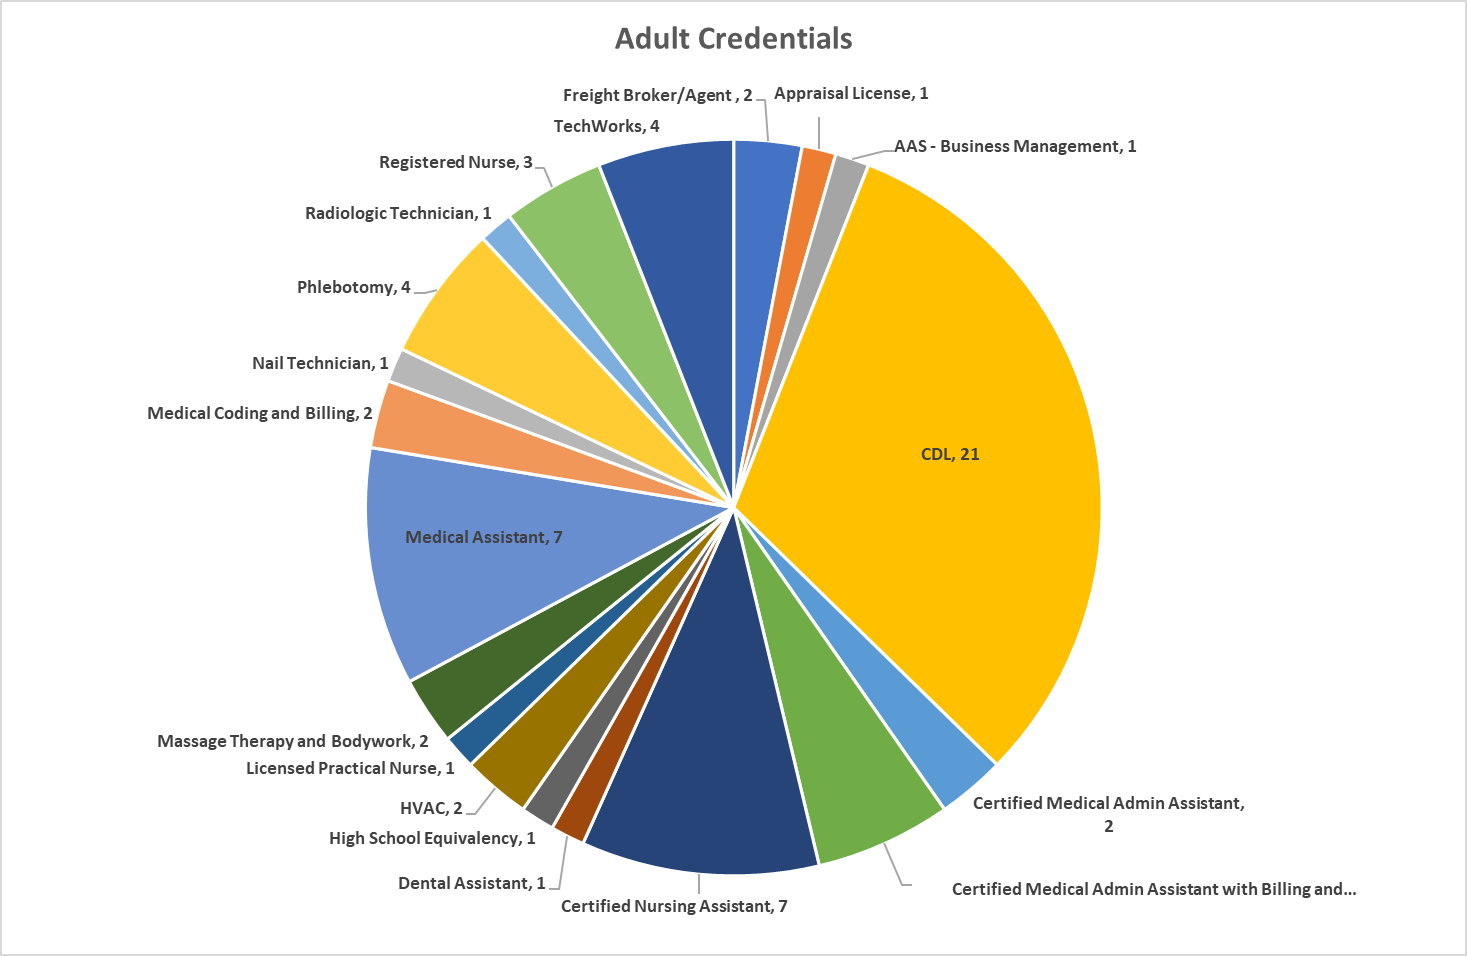 Adult Credentials
Freight Broker/Agent , 2
Appraisal License, 1
TechWorks, 4
AAS - Business Management, 1
Registered Nurse, 3
Radiologic Technician, 1
Phlebotomy, 4
Nail Technician, 1
Medical Coding and Billing, 2
CDL, 21
Medical Assistant, 7
Massage Therapy and Bodywork, 2
Licensed Practical Nurse, 1
HVAC, 2
Certified Medical Admin Assistant,
2
High School Equivalency, 1
Dental Assistant, 1
Certified Medical Admin Assistant with Billing and...
Certified Nursing Assistant, 7